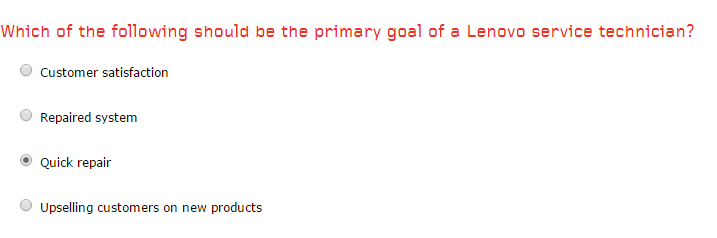 Which of the following should be the primary goal of a Lenovo service technician?
Customer satisfaction
Repaired system
Quick repair
Upselling customers on new products